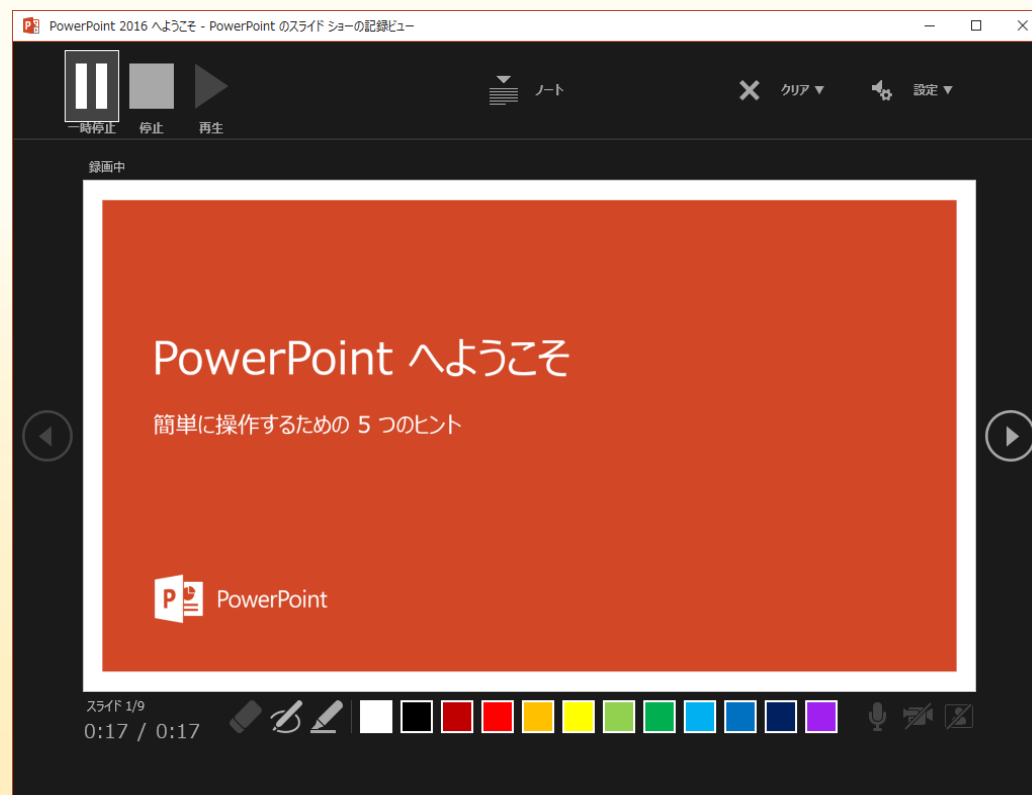 PowerPoint 2016 へようこそ - PowerPoint のスライド ショーの記録ビュー
一時停止 停止 再生 ノート クリア 設定
録画中
PowerPoint へようこそ
簡単に操作するための 5 つのヒント
PowerPoint
スライド 1/9
0:17 / 0:17